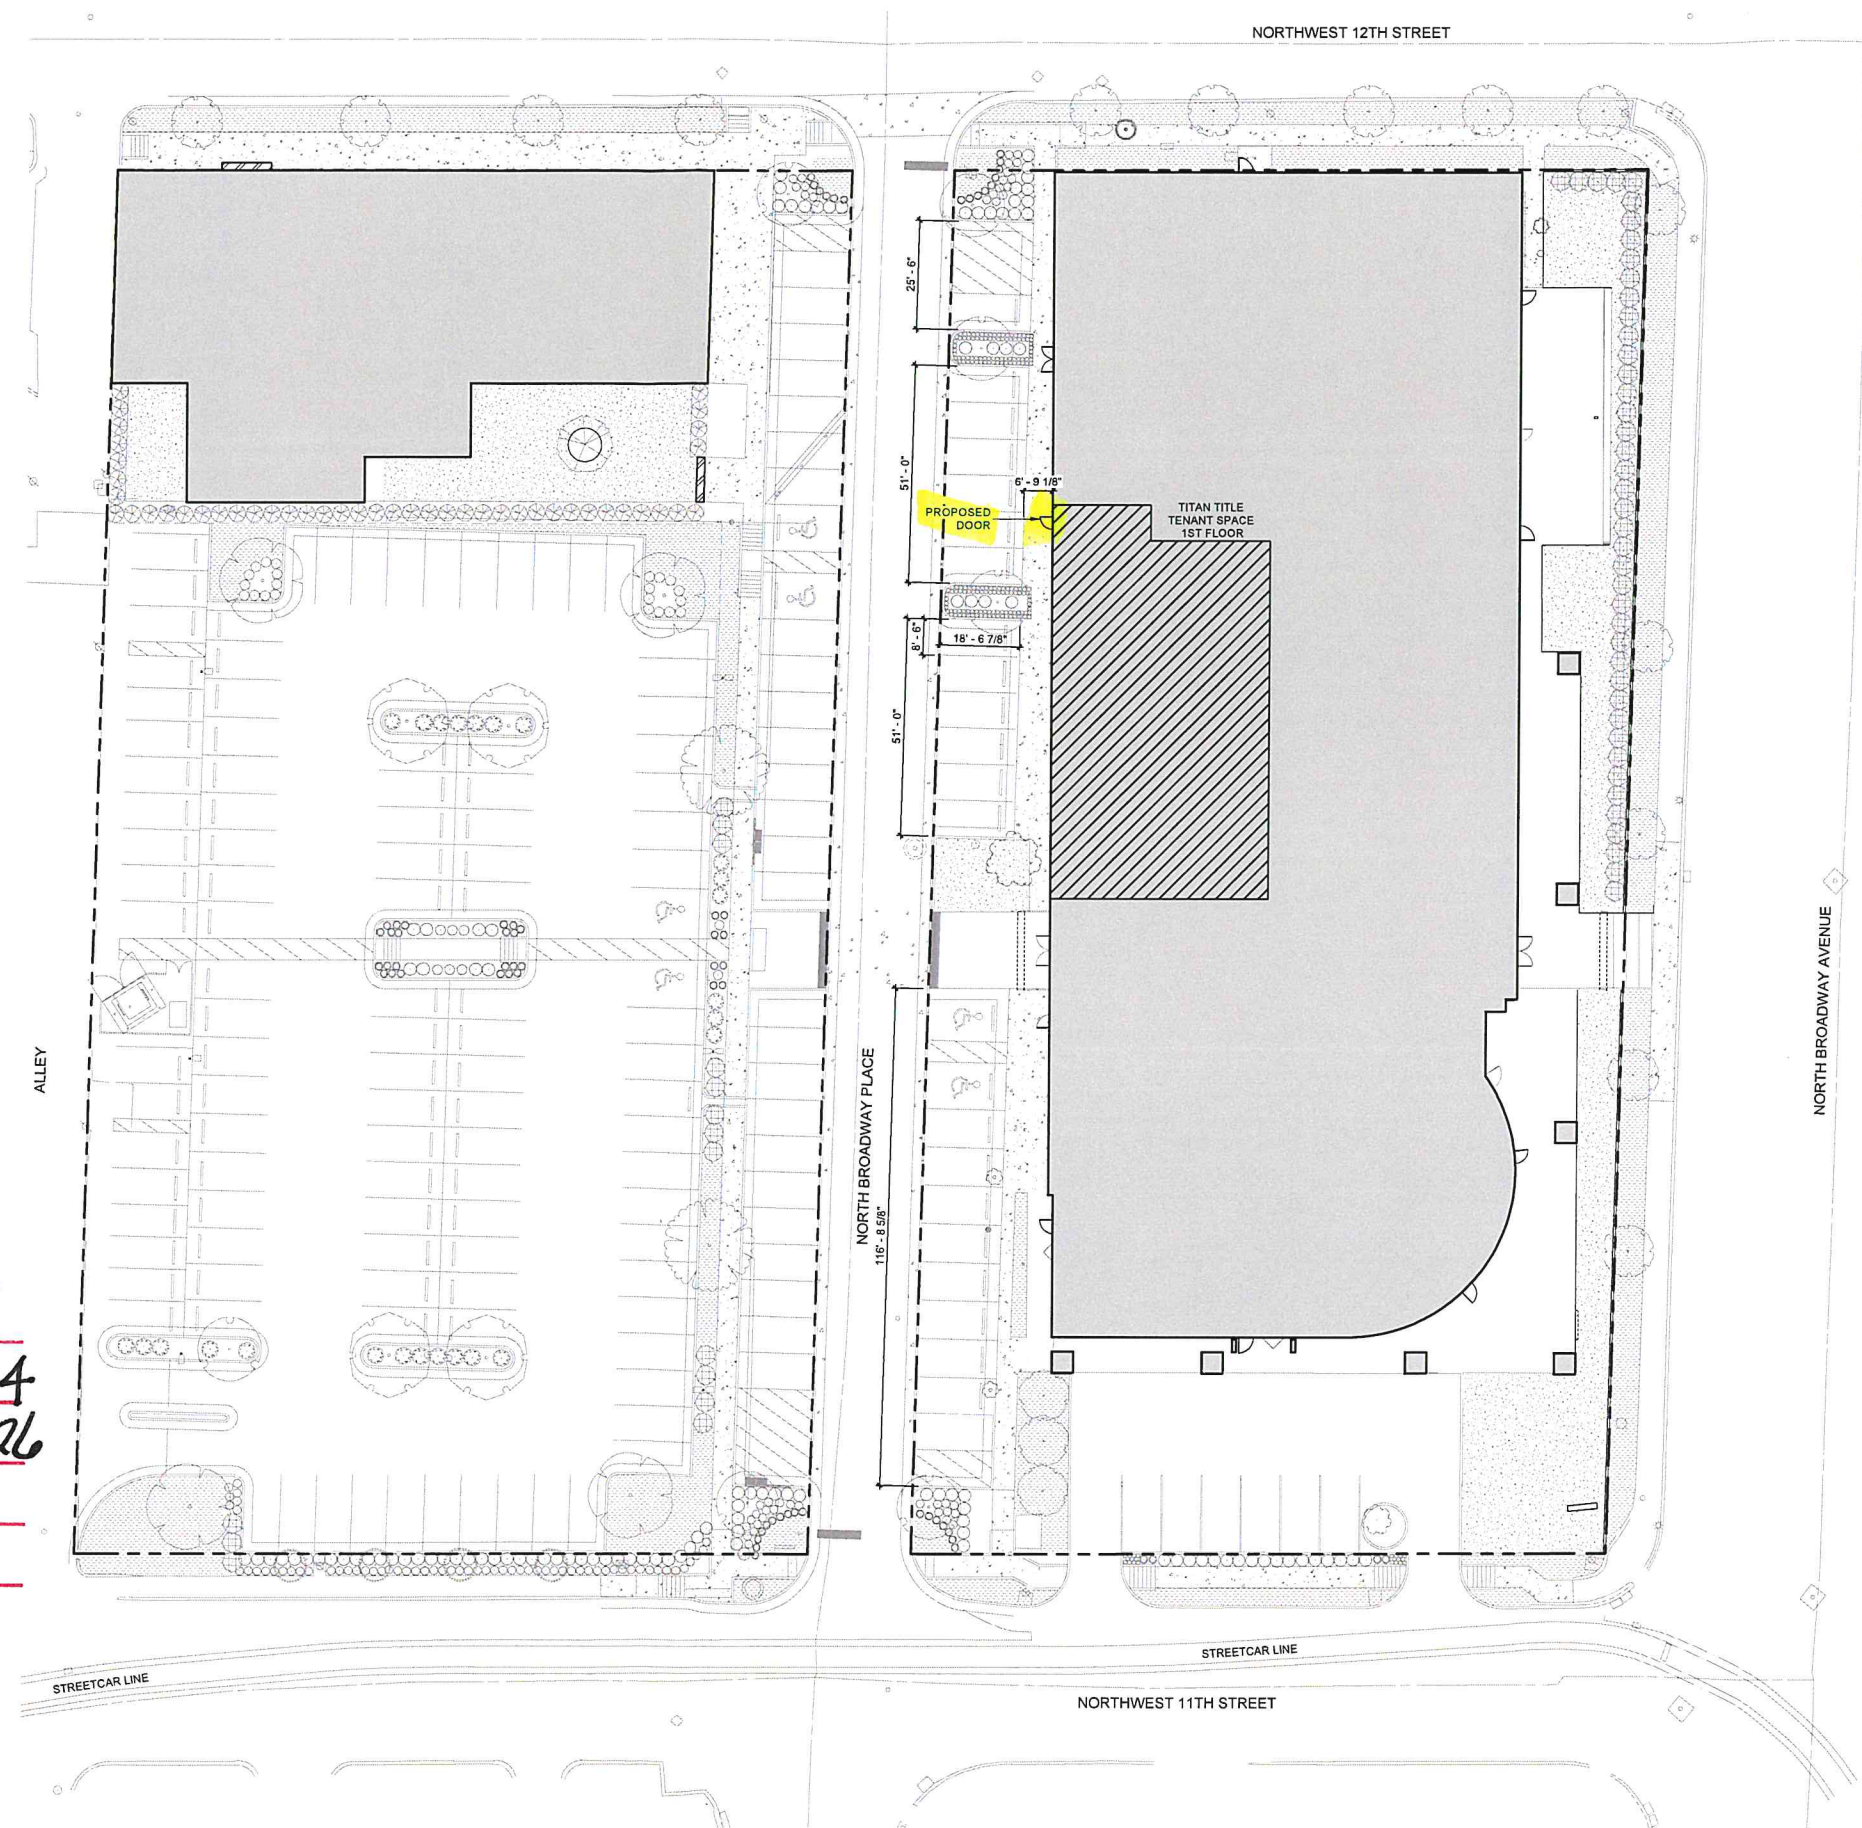 NORTHWEST 12TH STREET
25' - 6"
51' - 0"
6' - 9 1/8"
PROPOSED
DOOR
TITAN TITLE
TENANT SPACE
1ST FLOOR
8' - 6"
18' - 6 7/8"
51' - 0"
ALLEY
NORTH BROADWAY PLACE
116' - 8 5/8"
NORTH BROADWAY AVENUE
4
26
STREETCAR LINE
STREETCAR LINE
NORTHWEST 11TH STREET